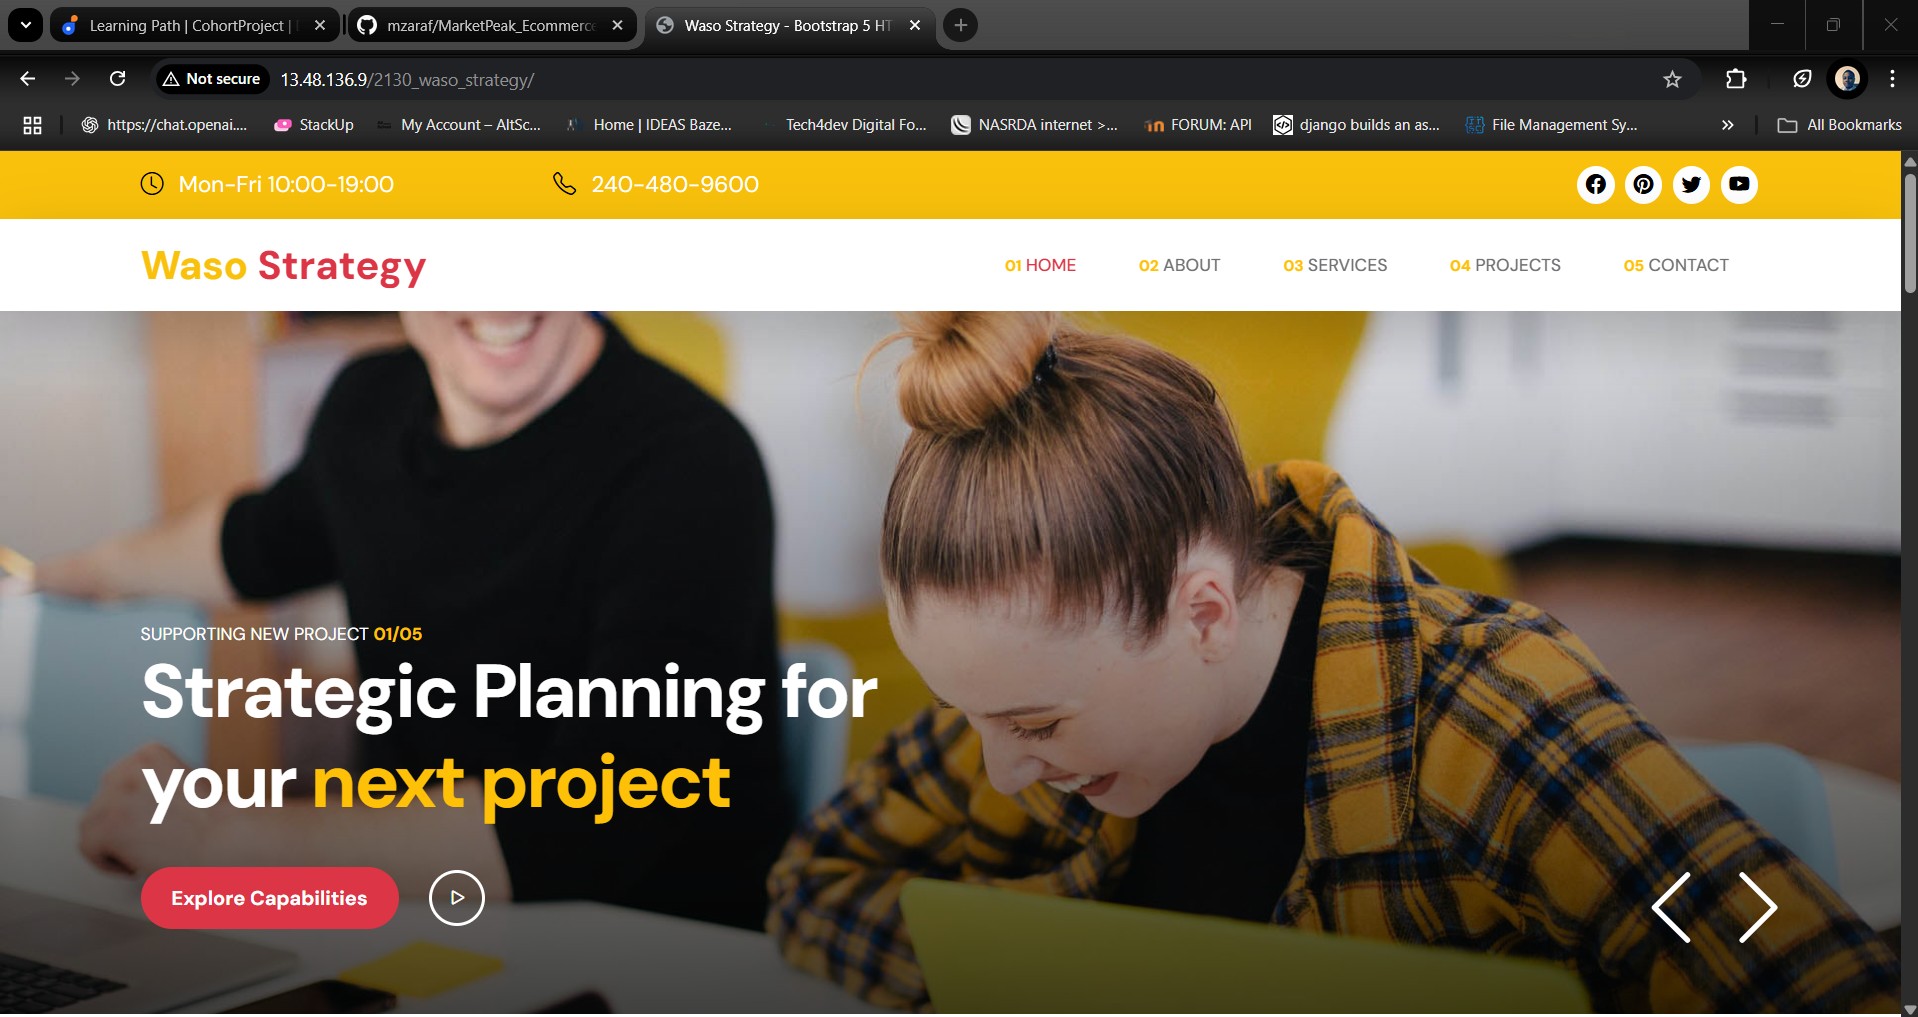 Learning Path | CohortProject |
mzaraf/MarketPeak_Ecommerce
Waso Strategy - Bootstrap 5 HT
Not secure
13.48.136.9/2130_waso_strategy/
https://chat.openai....
StackUp
My Account – AltSc...
Home | IDEAS Baze...
Tech4dev Digital Fo...
NASRDA internet >...
FORUM: API
django builds an as...
File Management Sy...
All Bookmarks
Mon-Fri 10:00-19:00
240-480-9600
Waso Strategy
01 HOME
02 ABOUT
03 SERVICES
04 PROJECTS
05 CONTACT
SUPPORTING NEW PROJECT 01/05
Strategic Planning for
your next project
Explore Capabilities